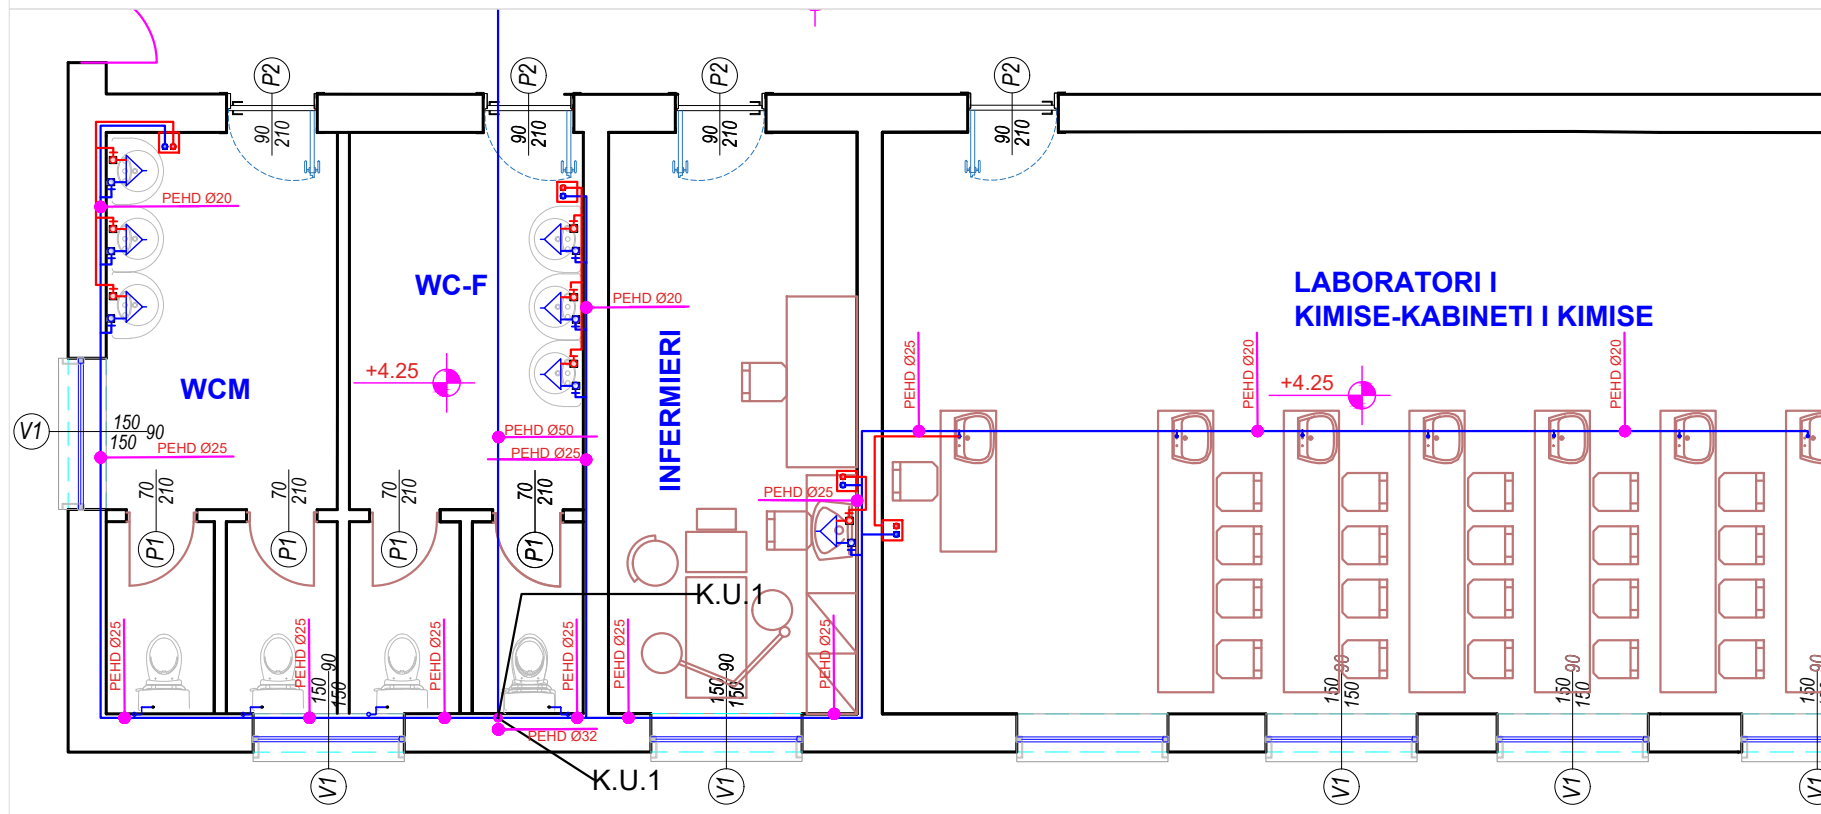 P2
P2
P2
P2
90
210
90
210
90
210
90
210
PEHD Ø20
WC-F
PEHD Ø20
LABORATORI I
KIMISE-KABINETI I KIMISE
INFERMIERI
PEHD Ø25
PEHD Ø20
PEHD Ø20
+4.25
+4.25
WCM
V1
150
150
90
PEHD Ø25
PEHD Ø50
PEHD Ø25
PEHD Ø25
70
210
70
210
70
210
70
210
P1
P1
P1
P1
K.U.1
PEHD Ø25
PEHD Ø25
PEHD Ø25
PEHD Ø25
PEHD Ø25
PEHD Ø25
150
90
150
150
90
150
150
90
150
150
90
150
150
90
PEHD Ø32
K.U.1
V1
V1
V1
V1
V1